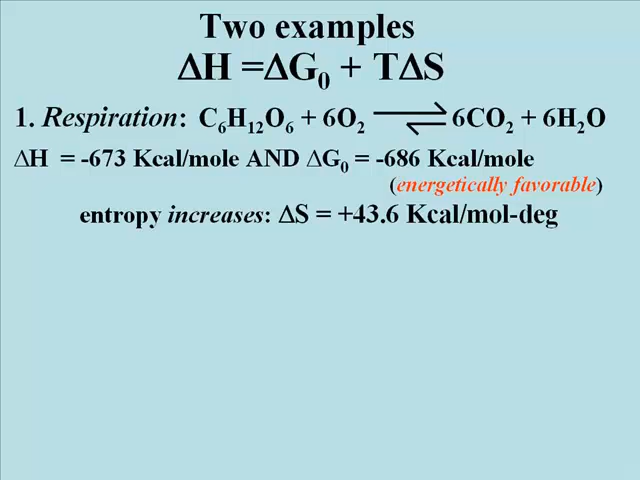 Two examples
ΔH =ΔG₀ + TΔS
1. Respiration: C₆H₁₂O₆ + 6O₂ ⇌ 6CO₂ + 6H₂O
ΔH = -673 Kcal/mole AND ΔG₀ = -686 Kcal/mole
(energetically favorable)
entropy increases: ΔS = +43.6 Kcal/mol-deg